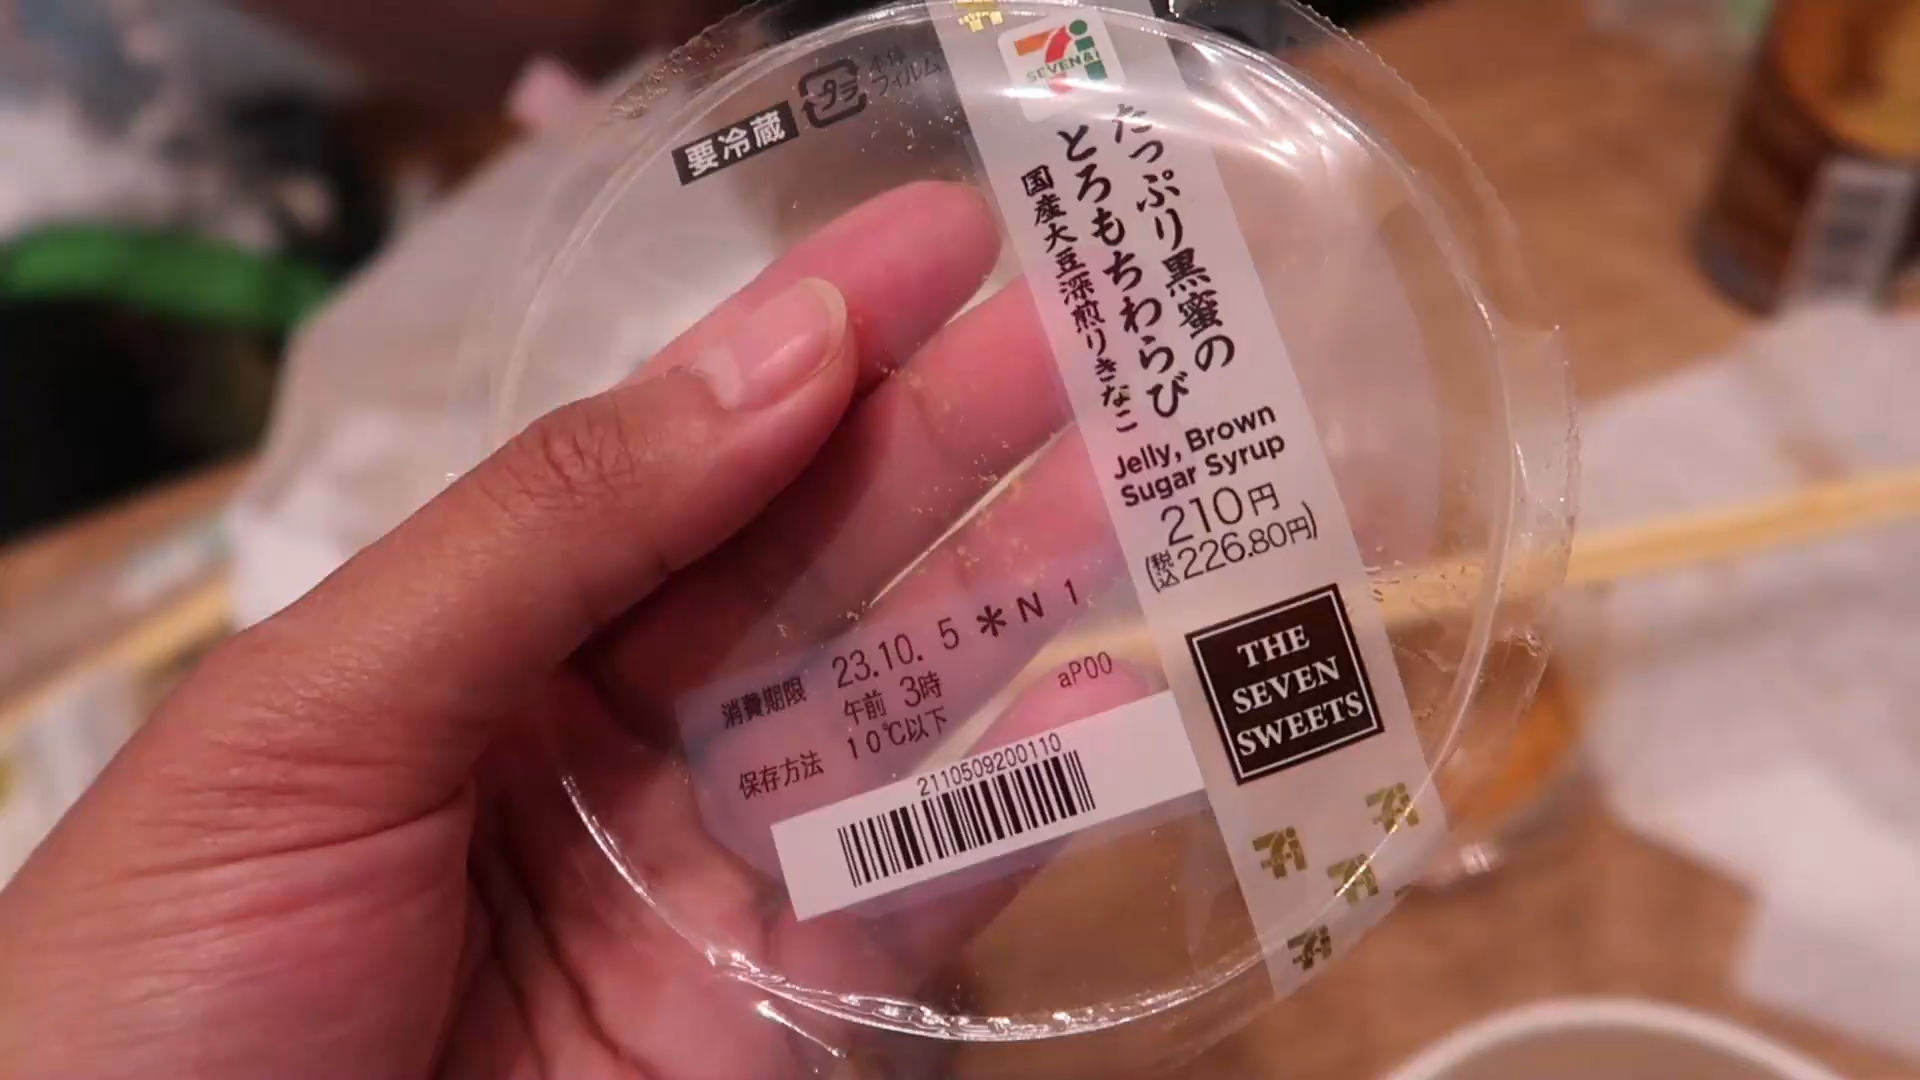 本体
フィルム
プラ
要冷蔵
SEVEN&i
たっぷり黒蜜の
とろもちわらび
国産大豆深煎りきなこ
Jelly, Brown
Sugar Syrup
210円
(税込226.80円)
THE
SEVEN
SWEETS
消費期限 23.10. 5 *N 1
午前 3時
aP00
保存方法 10℃以下
2110509200110